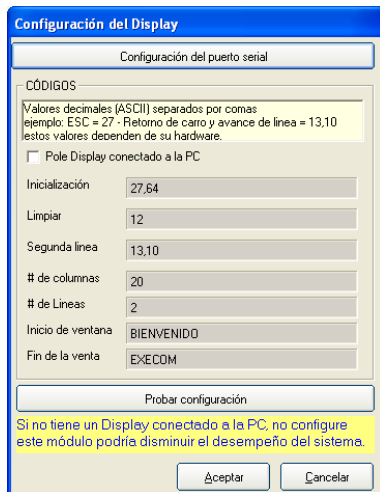 Configuración del Display
Configuración del puerto serial
CÓDIGOS
Valores decimales (ASCII) separados por comas
ejemplo: ESC = 27 - Retorno de carro y avance de linea = 13,10
estos valores dependen de su hardware.
Pole Display conectado a la PC
Inicialización 27,64
Limpiar 12
Segunda linea 13,10
# de columnas 20
# de Lineas 2
Inicio de ventana BIENVENIDO
Fin de la venta EXECOM
Probar configuración
Si no tiene un Display conectado a la PC, no configure
este módulo podría disminuir el desempeño del sistema.
Aceptar Cancelar